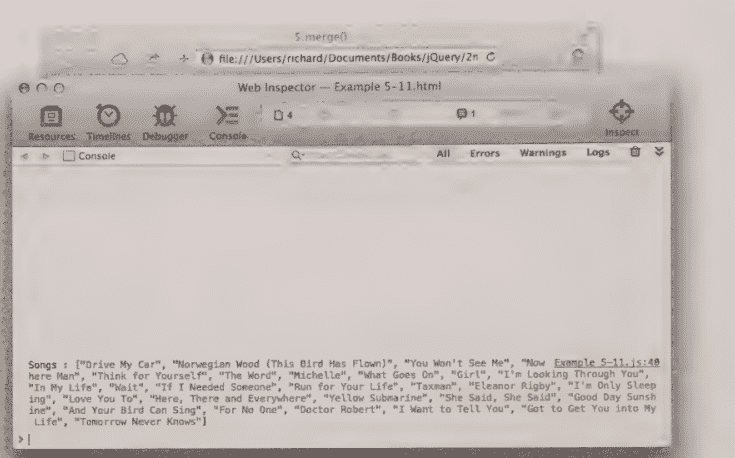 $.merge()
file:///Users/richard/Documents/Books/jQuery/2n
Web Inspector — Example 5-11.html
4
1
Resources Timelines Debugger Console Inspect
Console All Errors Warnings Logs
Songs : ["Drive My Car", "Norwegian Wood (This Bird Has Flown)", "You Won't See Me", "Now Example 5-11.js:40
here Man", "Think for Yourself", "The Word", "Michelle", "What Goes On", "Girl", "I'm Looking Through You",
"In My Life", "Wait", "If I Needed Someone", "Run for Your Life", "Taxman", "Eleanor Rigby", "I'm Only Sleep
ing", "Love You To", "Here, There and Everywhere", "Yellow Submarine", "She Said, She Said", "Good Day Sunsh
ine", "And Your Bird Can Sing", "For No One", "Doctor Robert", "I Want to Tell You", "Got to Get You into My
Life", "Tomorrow Never Knows"]
>